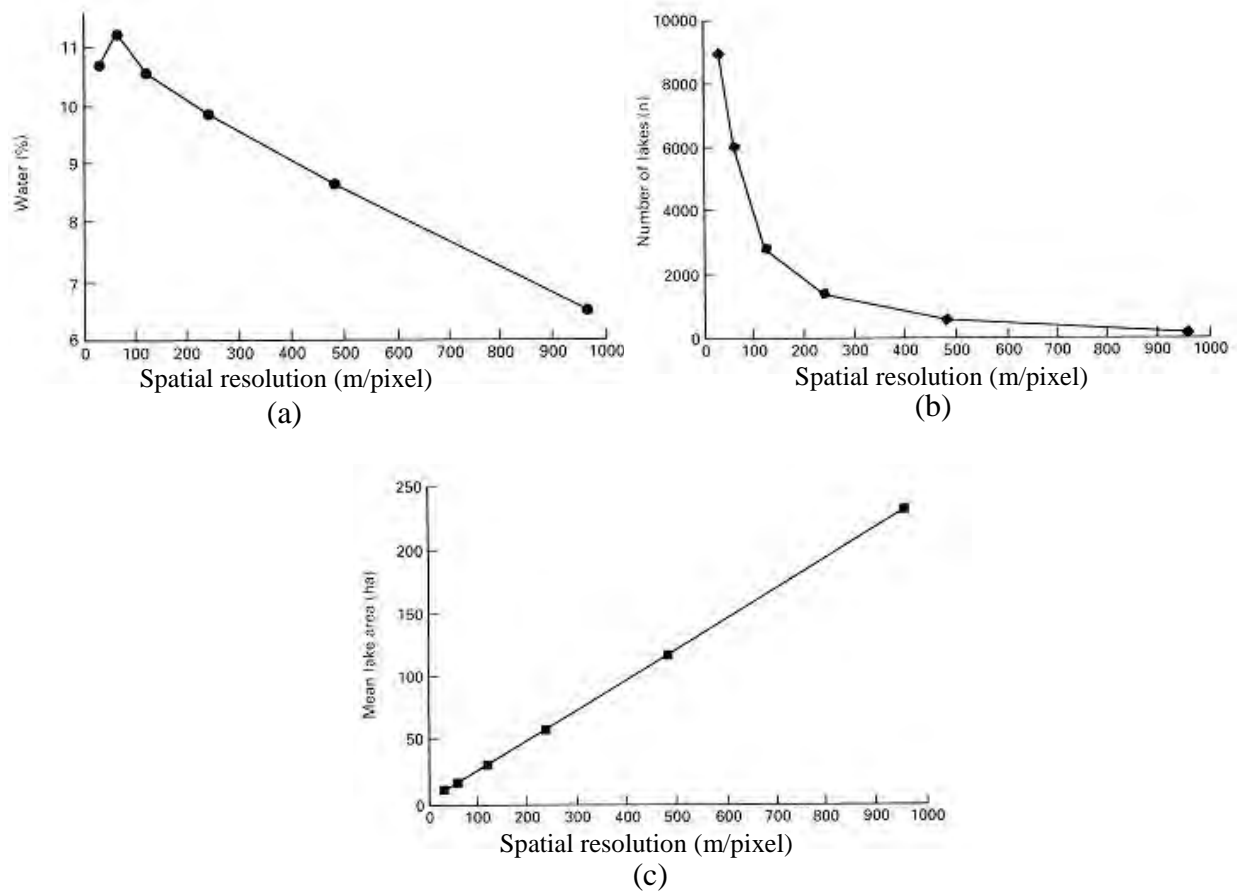 11
10
9
8
7
6
Water (%)
0 100 200 300 400 500 600 700 800 900 1000
Spatial resolution (m/pixel)
(a)
10000
8000
6000
4000
2000
0
Number of lakes (n)
0 100 200 300 400 500 600 700 800 900 1000
Spatial resolution (m/pixel)
(b)
250
200
150
100
50
0
Mean lake area (ha)
0 100 200 300 400 500 600 700 800 900 1000
Spatial resolution (m/pixel)
(c)